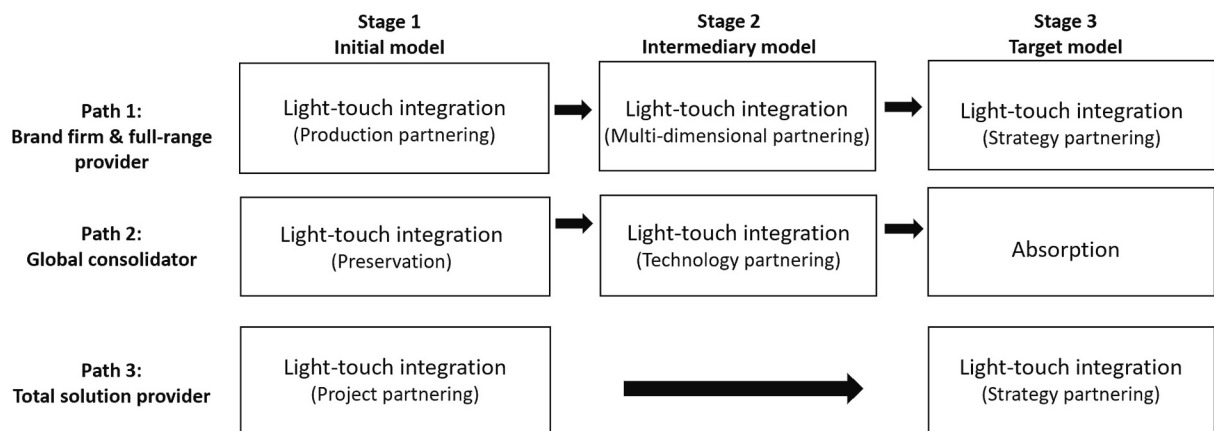 Stage 1
Initial model
Stage 2
Intermediary model
Stage 3
Target model
Path 1:
Brand firm & full-range
provider
Light-touch integration
(Production partnering)
Light-touch integration
(Multi-dimensional partnering)
Light-touch integration
(Strategy partnering)
Path 2:
Global consolidator
Light-touch integration
(Preservation)
Light-touch integration
(Technology partnering)
Absorption
Path 3:
Total solution provider
Light-touch integration
(Project partnering)
Light-touch integration
(Strategy partnering)